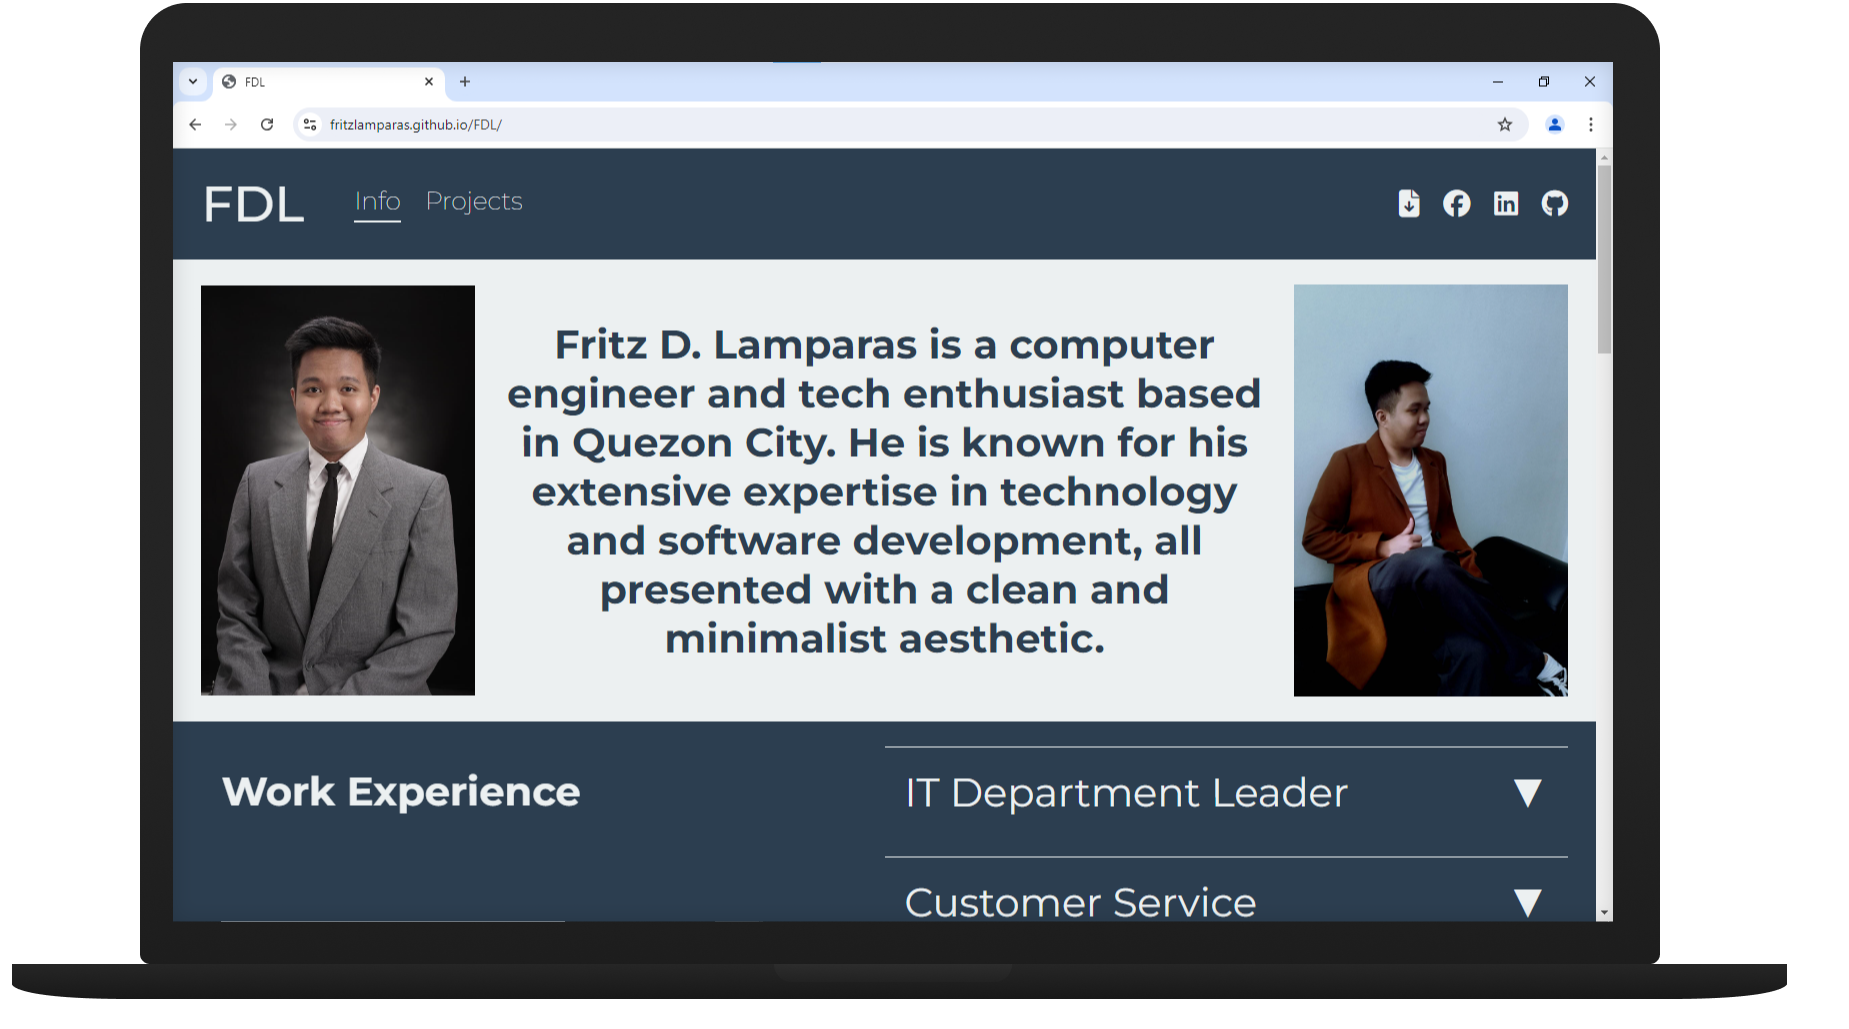 FDL
fritzlamparas.github.io/FDL/
FDL
Info Projects
Fritz D. Lamparas is a computer
engineer and tech enthusiast based
in Quezon City. He is known for his
extensive expertise in technology
and software development, all
presented with a clean and
minimalist aesthetic.
Work Experience
IT Department Leader
Customer Service